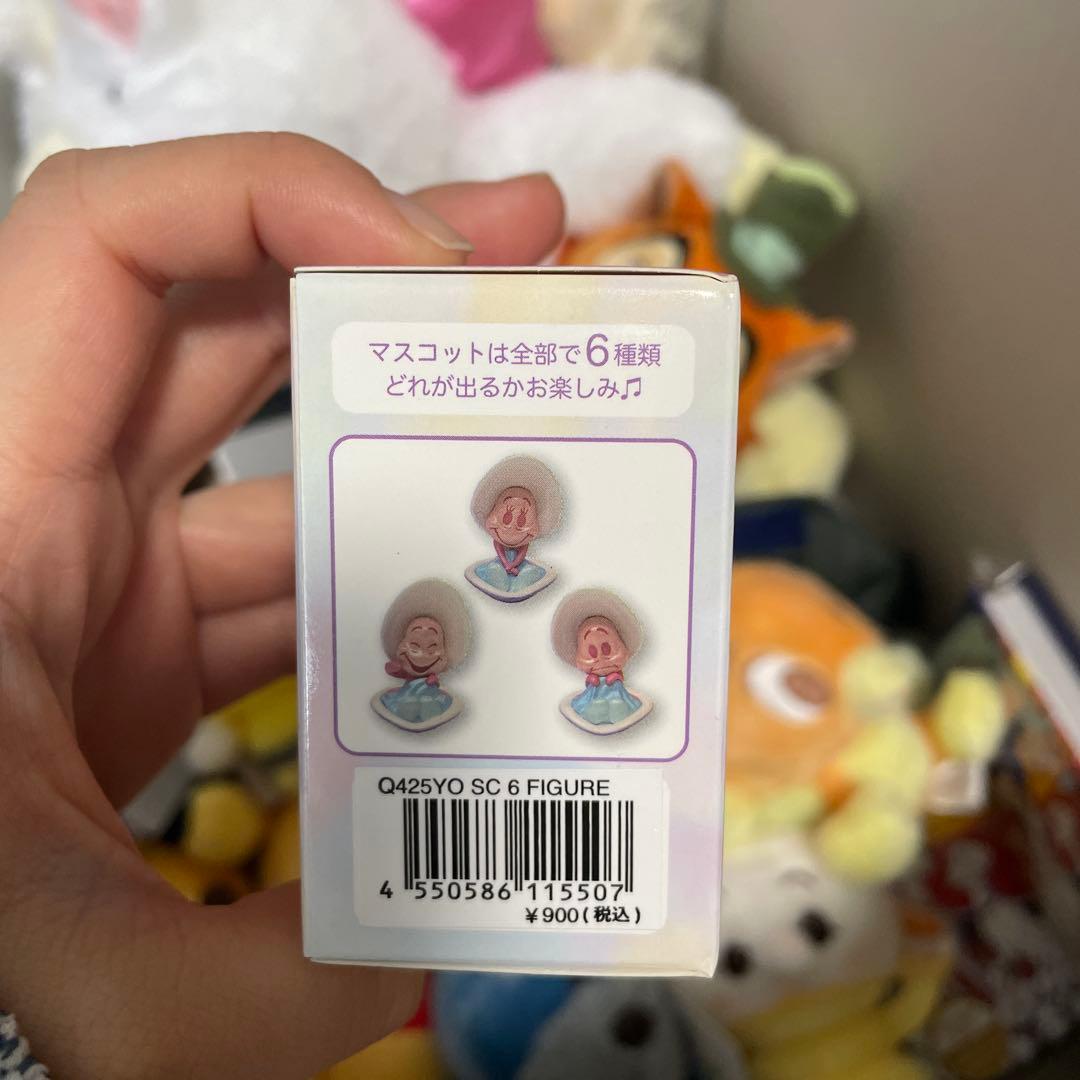 マスコットは全部で6種類
どれが出るかお楽しみ♫
Q425YO SC 6 FIGURE
4 550586 115507
¥900(税込)